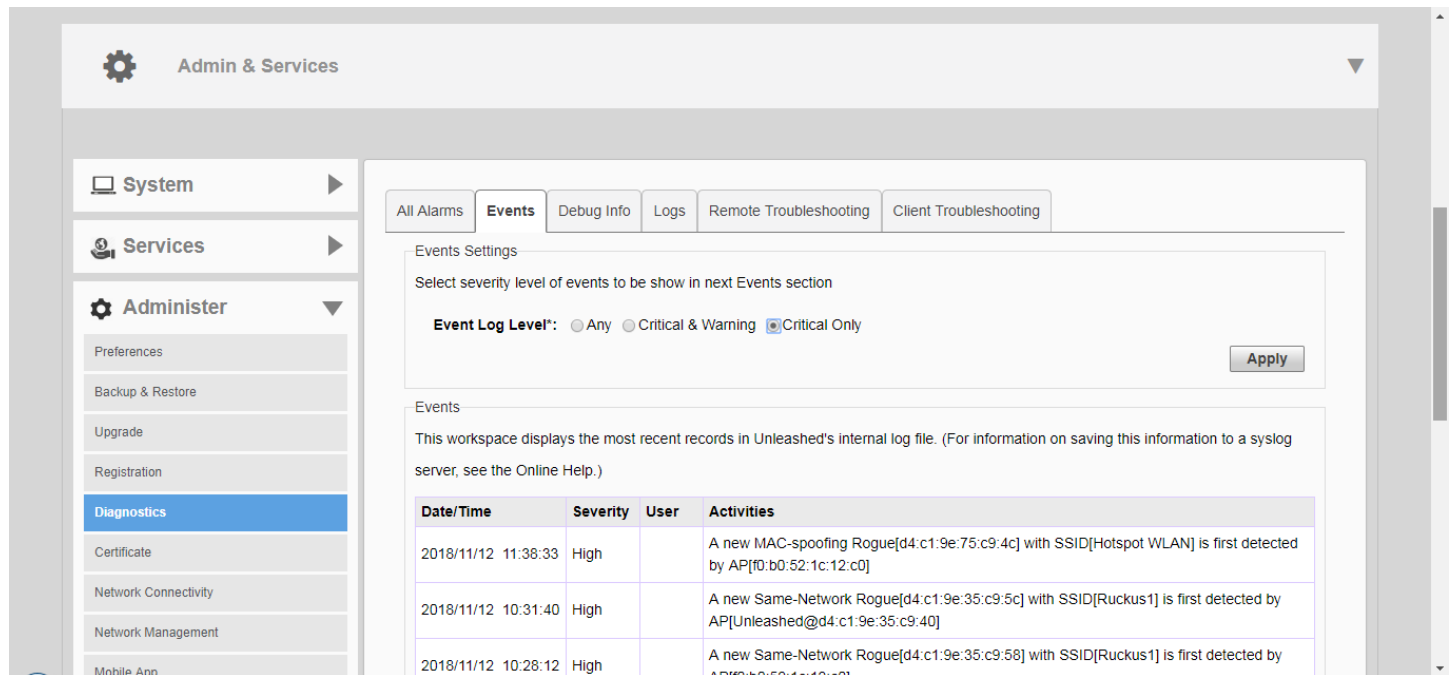 Admin & Services
System
Services
Administer
Preferences
Backup & Restore
Upgrade
Registration
Diagnostics
Certificate
Network Connectivity
Network Management
Mobile App
All Alarms Events Debug Info Logs Remote Troubleshooting Client Troubleshooting
Events Settings
Select severity level of events to be show in next Events section
Event Log Level*: Any Critical & Warning Critical Only
Apply
Events
This workspace displays the most recent records in Unleashed's internal log file. (For information on saving this information to a syslog
server, see the Online Help.)
Date/Time Severity User Activities
2018/11/12 11:38:33 High A new MAC-spoofing Rogue[d4:c1:9e:75:c9:4c] with SSID[Hotspot WLAN] is first detected
by AP[f0:b0:52:1c:12:c0]
2018/11/12 10:31:40 High A new Same-Network Rogue[d4:c1:9e:35:c9:5c] with SSID[Ruckus1] is first detected by
AP[Unleashed@d4:c1:9e:35:c9:40]
2018/11/12 10:28:12 High A new Same-Network Rogue[d4:c1:9e:35:c9:58] with SSID[Ruckus1] is first detected by